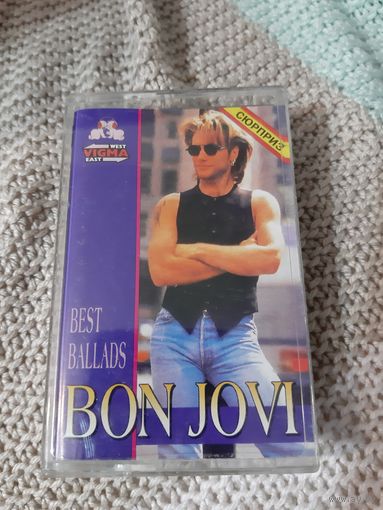 WEST
VIGMA
EAST
СЮРПРИЗ
BEST
BALLADS
BON JOVI